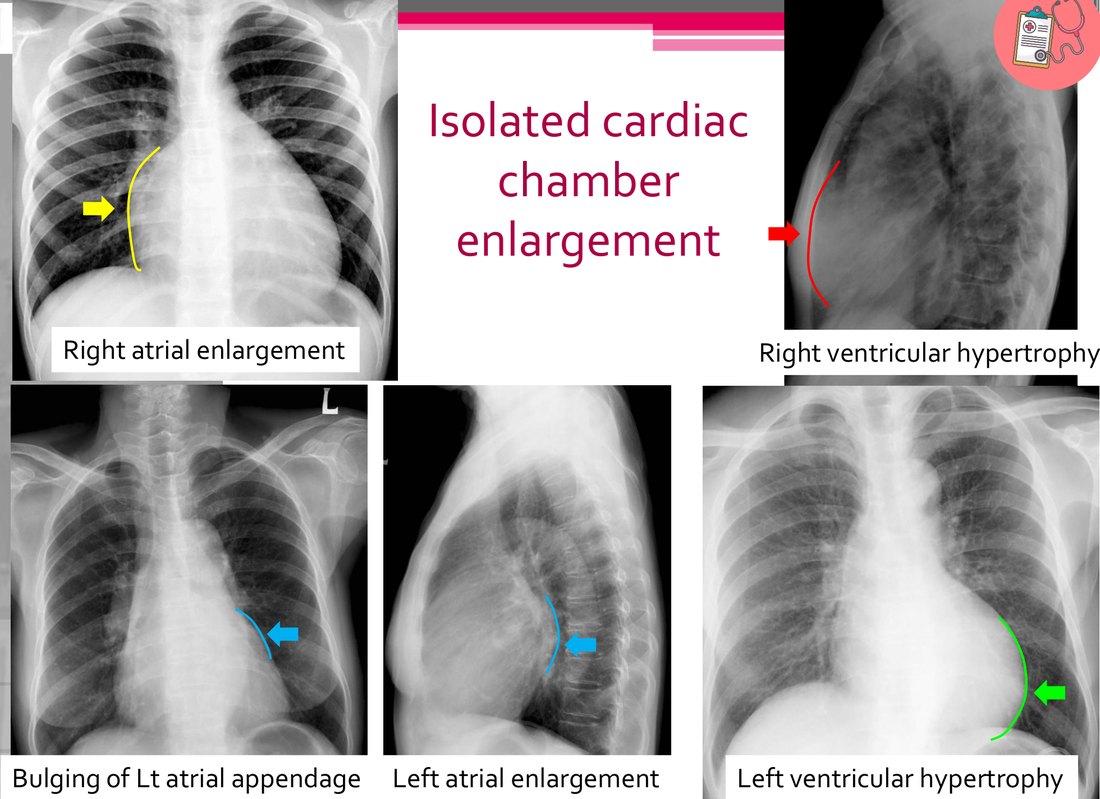 Isolated cardiac
chamber
enlargement
Right atrial enlargement
Right ventricular hypertrophy
L
Bulging of Lt atrial appendage
Left atrial enlargement
Left ventricular hypertrophy